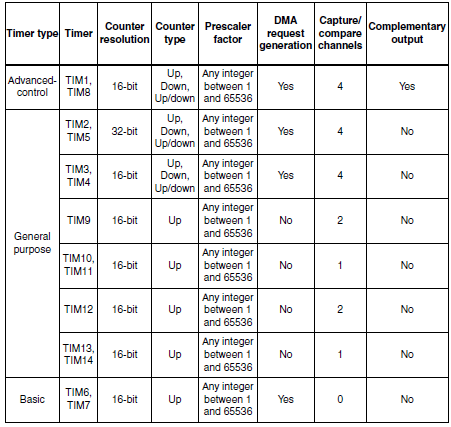 Timer type Timer Counter resolution Counter type Prescaler factor DMA request generation Capture/ compare channels Complementary output
Advanced-control TIM1, TIM8 16-bit Up, Down, Up/down Any integer between 1 and 65536 Yes 4 Yes
General purpose TIM2, TIM5 32-bit Up, Down, Up/down Any integer between 1 and 65536 Yes 4 No
TIM3, TIM4 16-bit Up, Down, Up/down Any integer between 1 and 65536 Yes 4 No
TIM9 16-bit Up Any integer between 1 and 65536 No 2 No
TIM10, TIM11 16-bit Up Any integer between 1 and 65536 No 1 No
TIM12 16-bit Up Any integer between 1 and 65536 No 2 No
TIM13, TIM14 16-bit Up Any integer between 1 and 65536 No 1 No
Basic TIM6, TIM7 16-bit Up Any integer between 1 and 65536 Yes 0 No